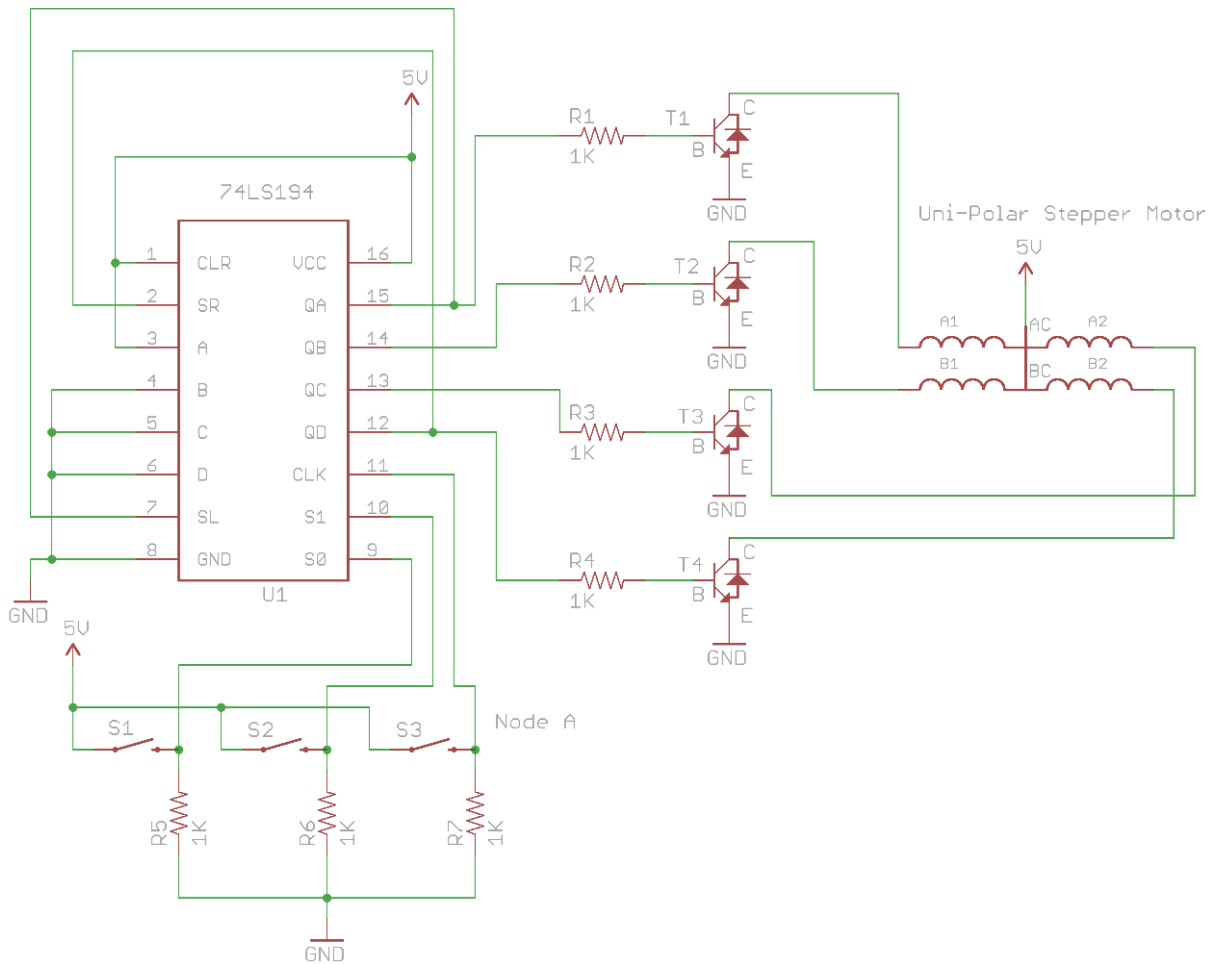 5V
R1
1K
T1
C
B
E
GND
74LS194
Uni-Polar Stepper Motor
5V
1 CLR VCC 16
2 SR QA 15
3 A QB 14
4 B QC 13
5 C QD 12
6 D CLK 11
7 SL S1 10
8 GND S0 9
U1
GND
R2
1K
T2
C
B
E
GND
A1 AC A2
B1 BC B2
R3
1K
T3
C
B
E
GND
R4
1K
T4
C
B
E
GND
5V
S1 S2 S3 Node A
R5 1K R6 1K R7 1K
GND